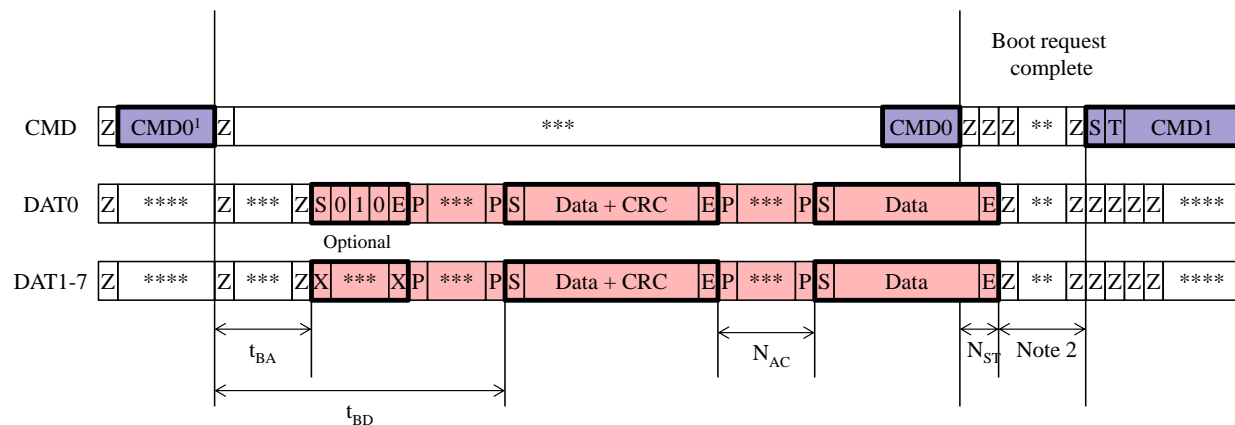 Boot request
complete
CMD Z CMD0¹ Z *** CMD0 Z Z Z ** Z S T CMD1
DAT0 Z **** Z *** Z S 0 1 0 E P *** P S Data + CRC E P *** P S Data E Z ** Z Z Z Z Z ****
Optional
DAT1-7 Z **** Z *** Z X *** X P *** P S Data + CRC E P *** P S Data E Z ** Z Z Z Z Z ****
tBA NAC NST Note 2
tBD